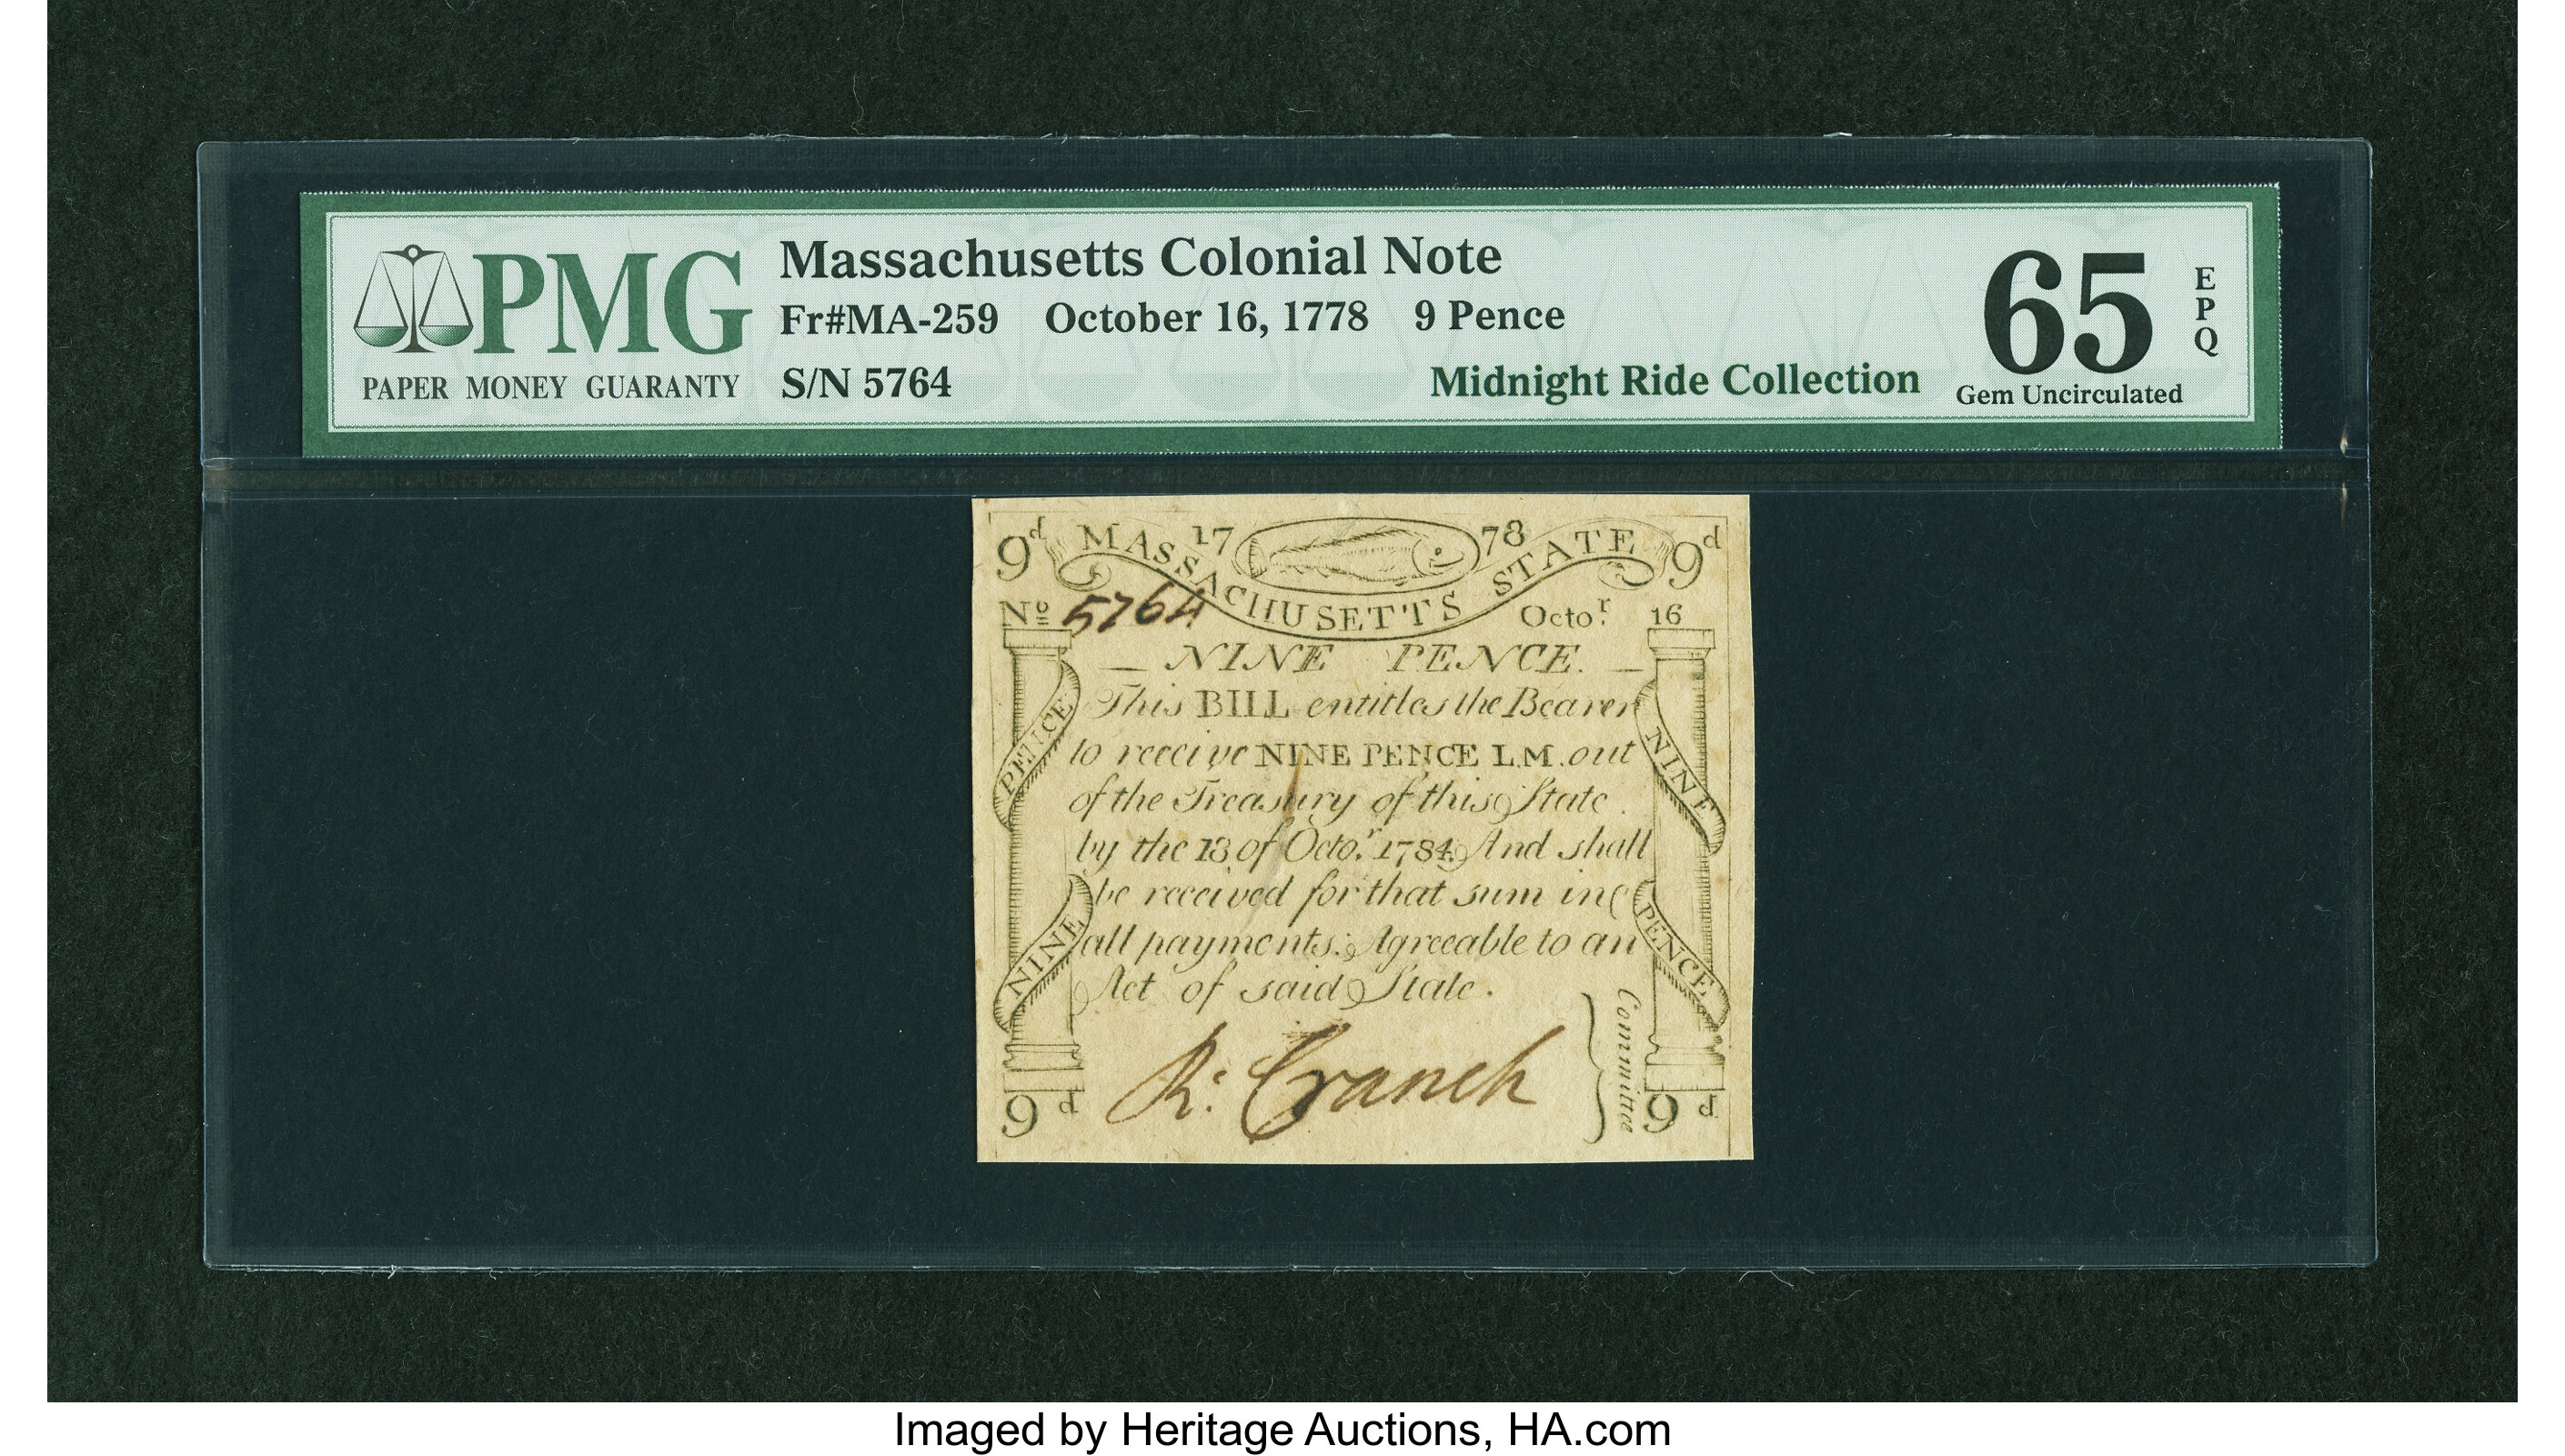 PMG
PAPER MONEY GUARANTY
Massachusetts Colonial Note
Fr#MA-259 October 16, 1778 9 Pence
S/N 5764
Midnight Ride Collection
65
EPQ
Gem Uncirculated
9d MASSACHUSETTS STATE 9d
17 78
No 5764 Octor. 16
NINE PENCE.
This BILL entitles the Bearer
to receive NINE PENCE L.M. out
of the Treasury of this State
by the 13 of Octor. 1784. And shall
be received for that sum in
all payments. Agreeable to an
Act of said State.
PENCE
NINE
NINE
PENCE
R: Cranch
Committee
9d 9d
Imaged by Heritage Auctions, HA.com